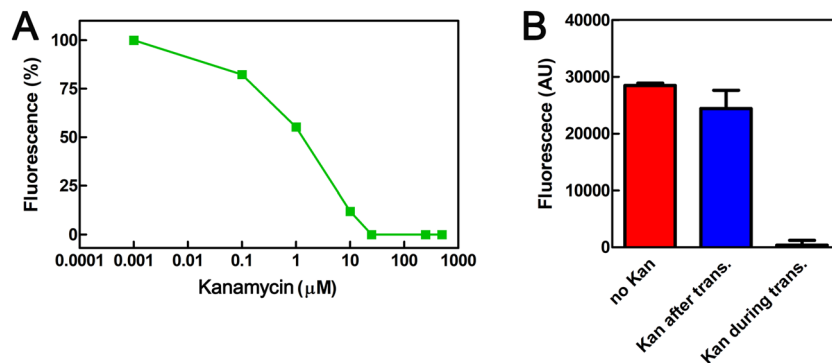 A
Fluorescence (%)
100
75
50
25
0
0.0001 0.001 0.01 0.1 1 10 100 1000
Kanamycin (μM)
B
Fluorescece (AU)
40000
30000
20000
10000
0
no Kan
Kan after trans.
Kan during trans.